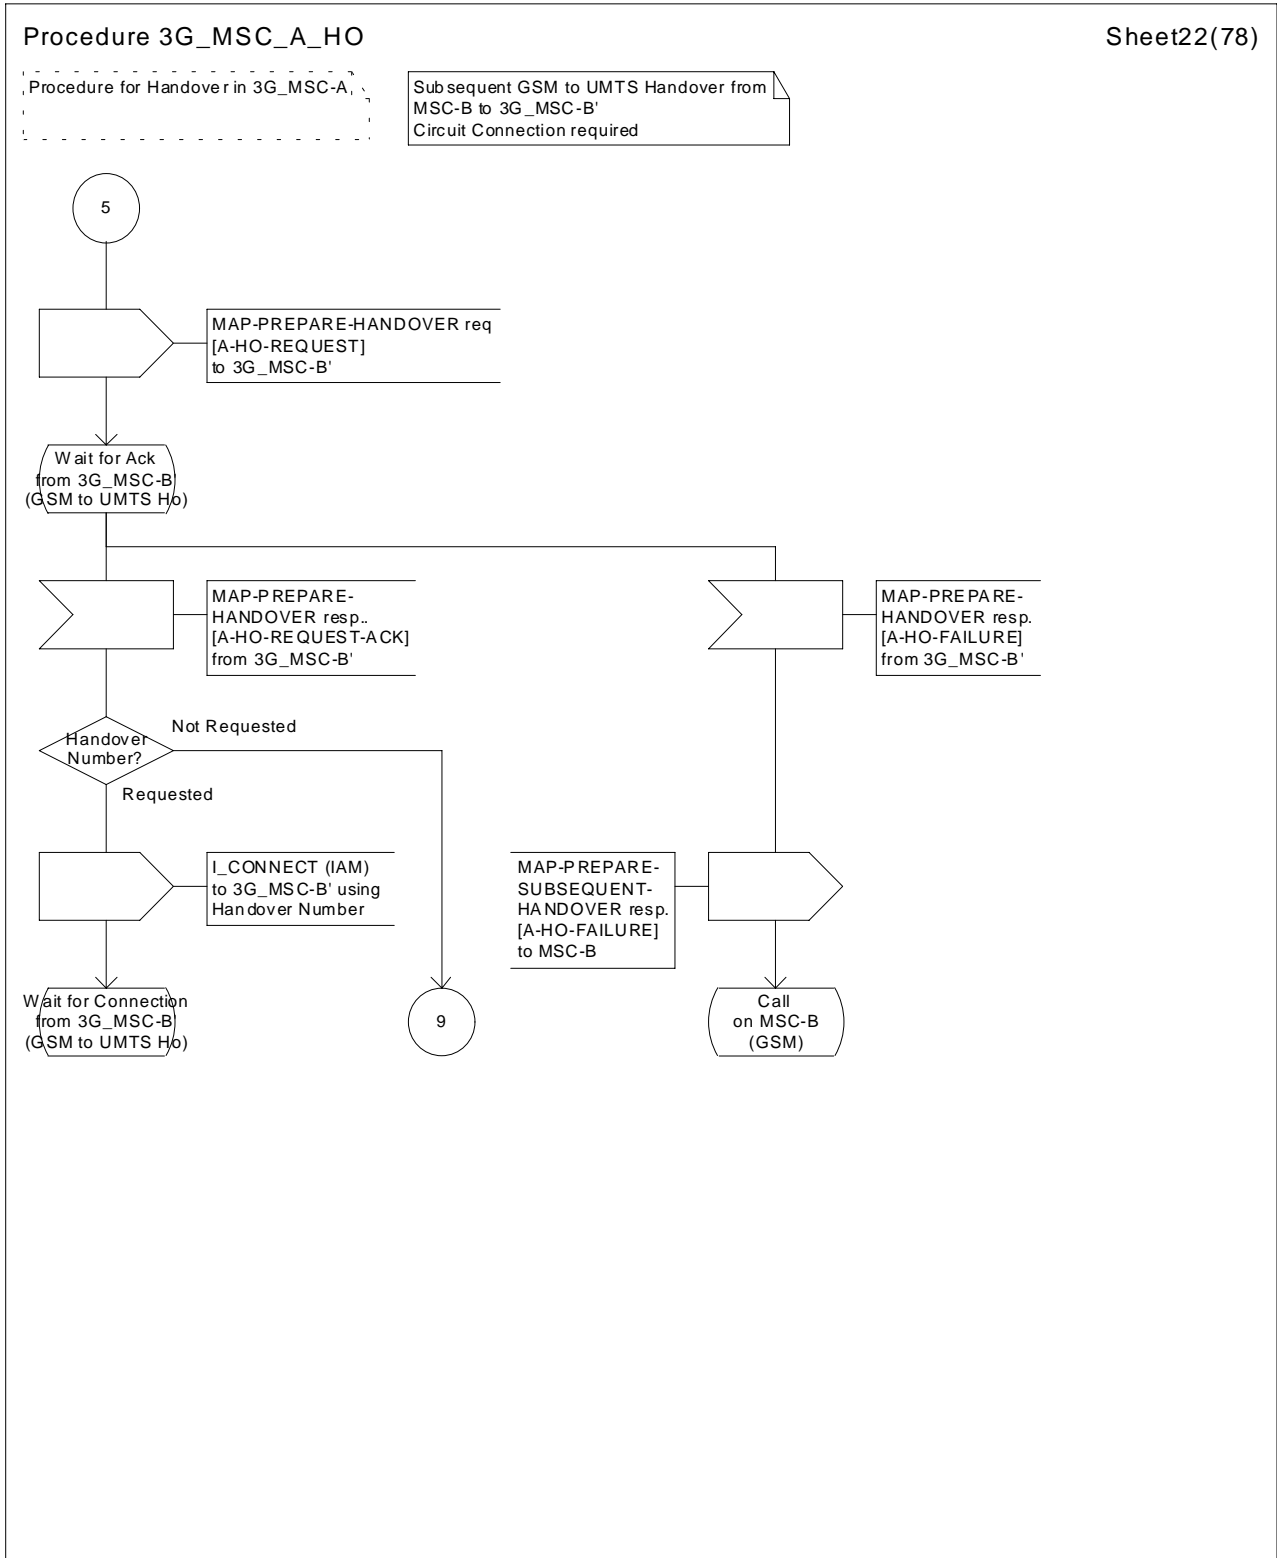 Procedure 3G_MSC_A_HO
Sheet22(78)
Procedure for Handover in 3G_MSC-A
Subsequent GSM to UMTS Handover from
MSC-B to 3G_MSC-B'
Circuit Connection required
5
MAP-PREPARE-HANDOVER req
[A-HO-REQUEST]
to 3G_MSC-B'
Wait for Ack
from 3G_MSC-B'
(GSM to UMTS Ho)
MAP-PREPARE-
HANDOVER resp..
[A-HO-REQUEST-ACK]
from 3G_MSC-B'
MAP-PREPARE-
HANDOVER resp.
[A-HO-FAILURE]
from 3G_MSC-B'
Handover
Number?
Not Requested
Requested
I_CONNECT (IAM)
to 3G_MSC-B' using
Handover Number
MAP-PREPARE-
SUBSEQUENT-
HANDOVER resp.
[A-HO-FAILURE]
to MSC-B
Wait for Connection
from 3G_MSC-B'
(GSM to UMTS Ho)
9
Call
on MSC-B
(GSM)